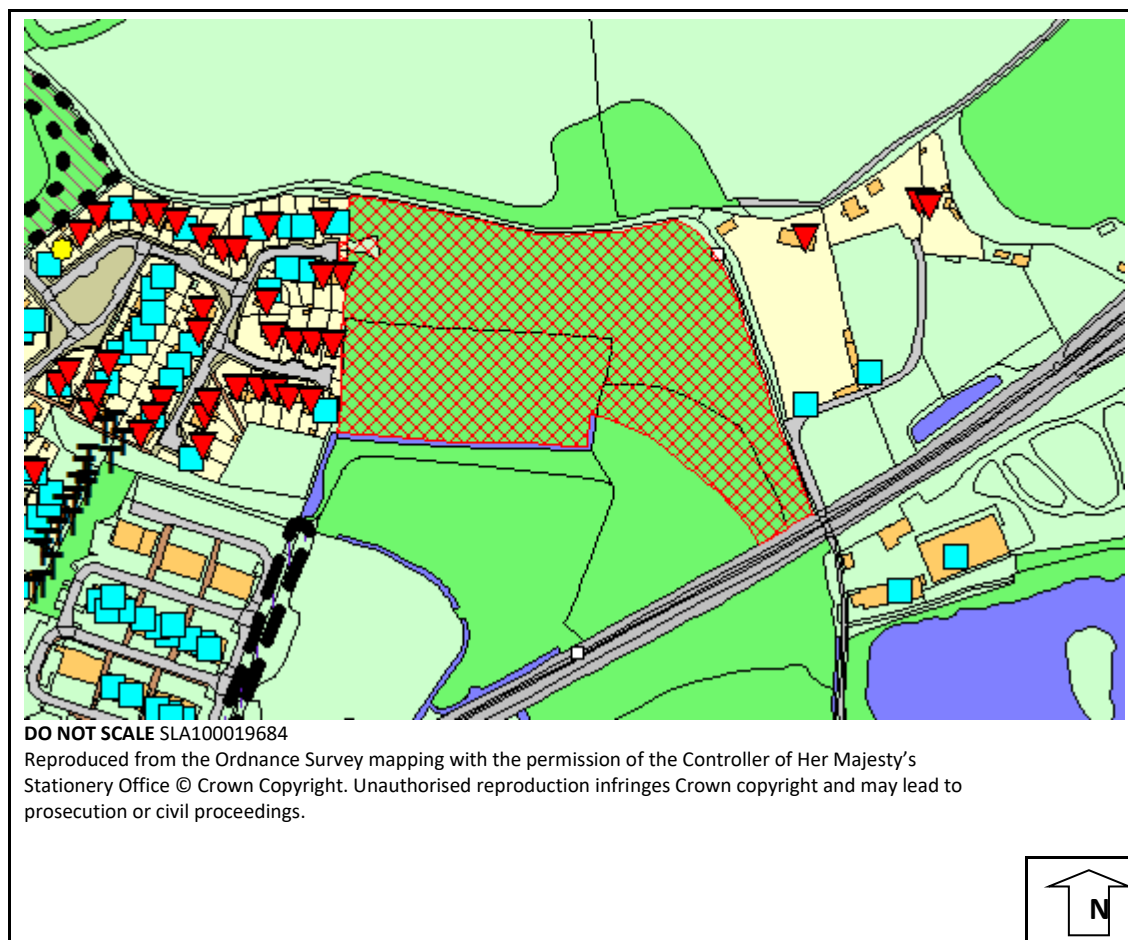 DO NOT SCALE SLA100019684
Reproduced from the Ordnance Survey mapping with the permission of the Controller of Her Majesty’s
Stationery Office © Crown Copyright. Unauthorised reproduction infringes Crown copyright and may lead to
prosecution or civil proceedings.
N